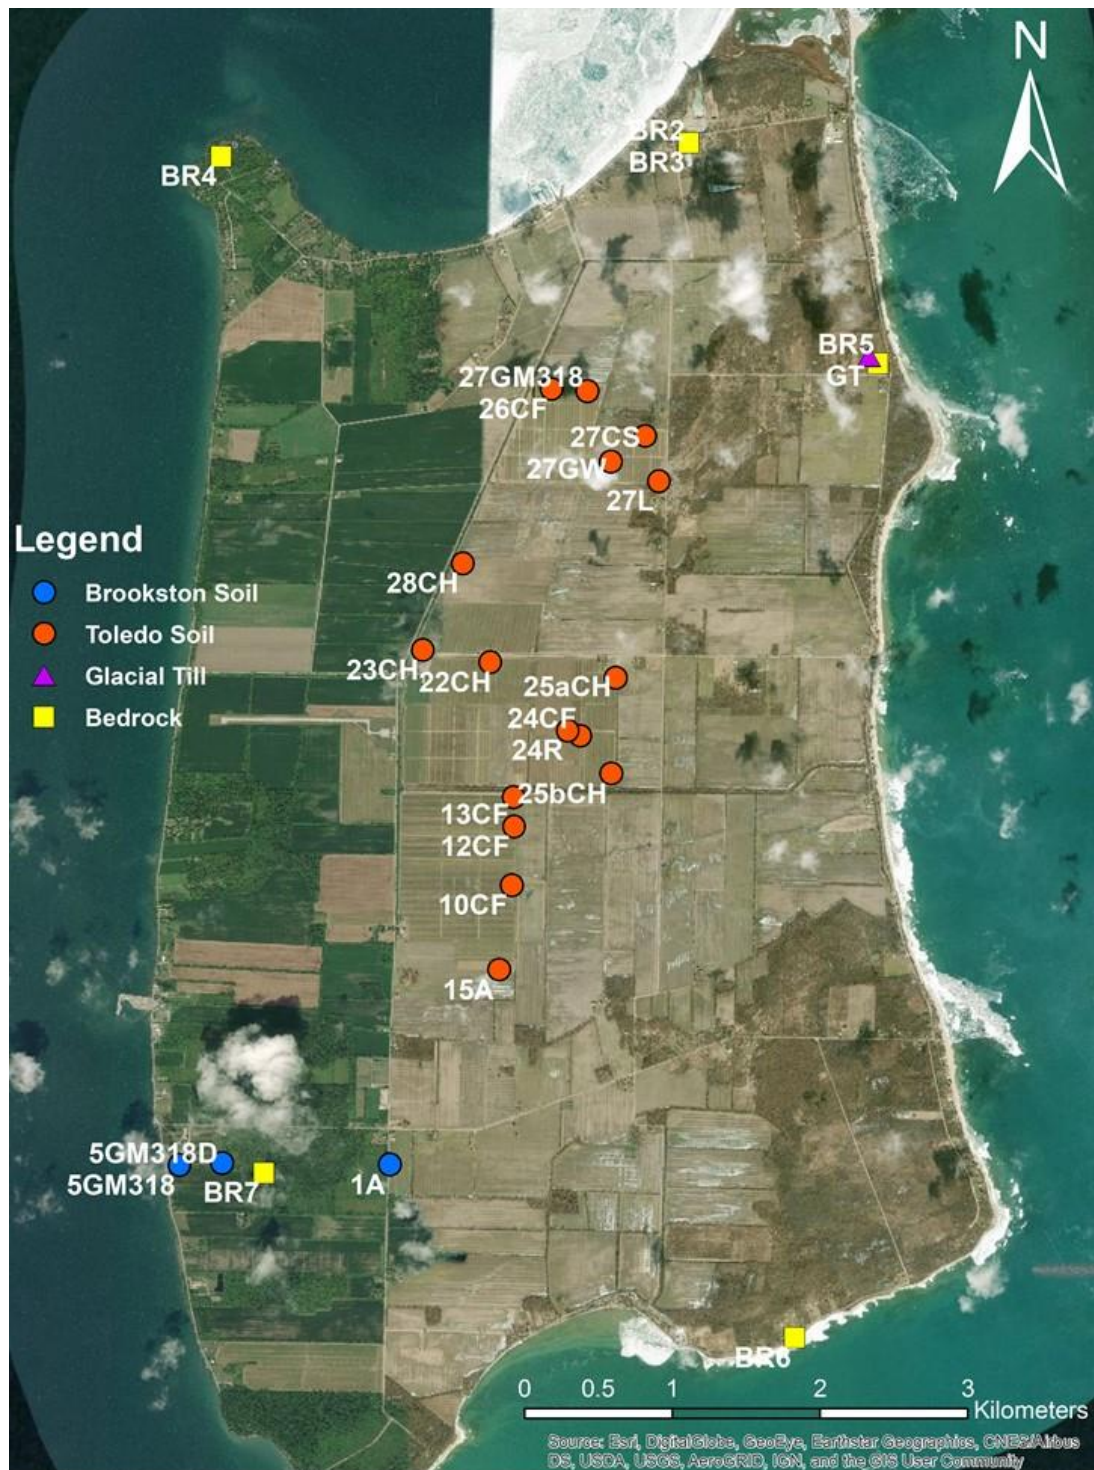 N
BR2
BR3
BR4
BR5
GT
27GM318
26CF
27CS
27GW
27L
28CH
23CH
22CH
25aCH
24CF
24R
25bCH
13CF
12CF
10CF
15A
Legend
Brookston Soil
Toledo Soil
Glacial Till
Bedrock
5GM318D
5GM318
BR7
1A
BR6
0 0.5 1 2 3
Kilometers
Source: Esri, DigitalGlobe, GeoEye, Earthstar Geographics, CNES/Airbus
DS, USDA, USGS, AeroGRID, IGN, and the GIS User Community